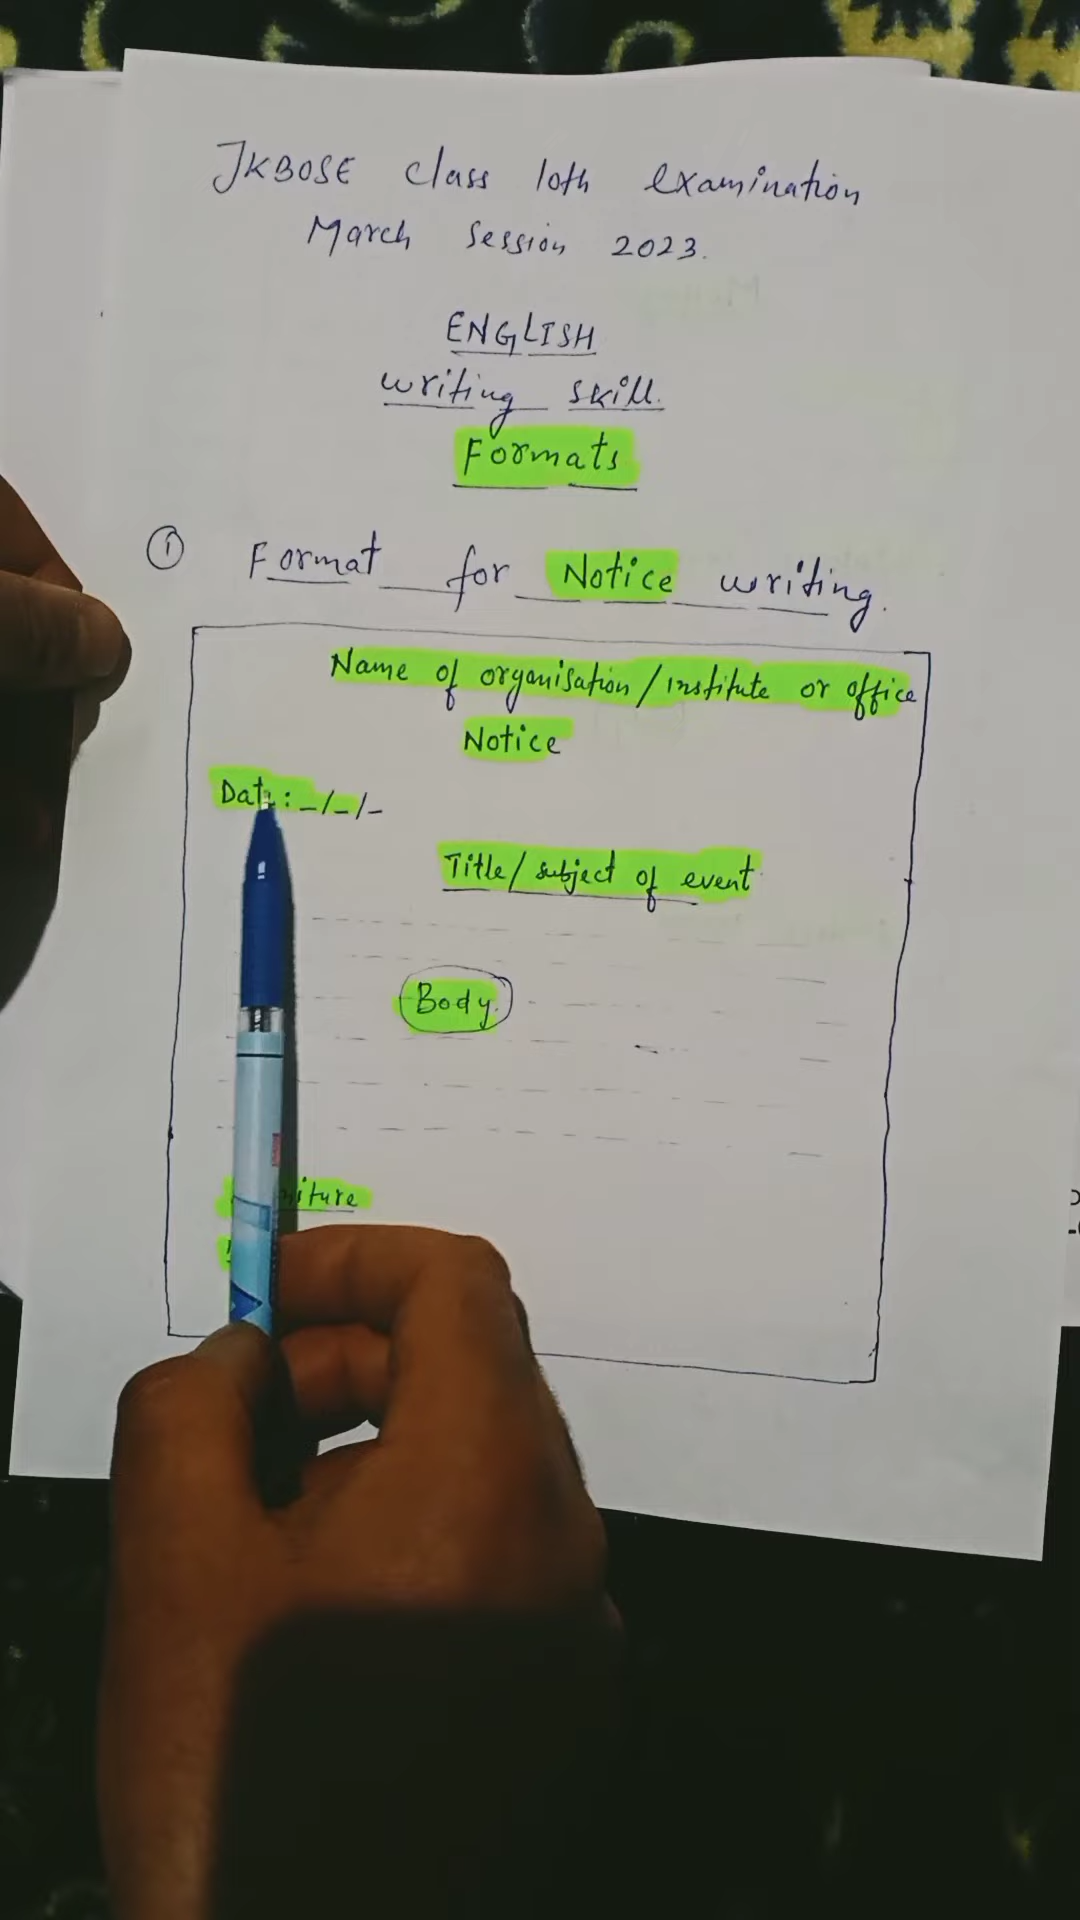 JKBOSE class 10th examination
March Session 2023.
ENGLISH
writing skill.
Formats
① Format for Notice writing.
Name of organisation/institute or office
Notice
Date: _/_/_
Title/subject of event
Body.